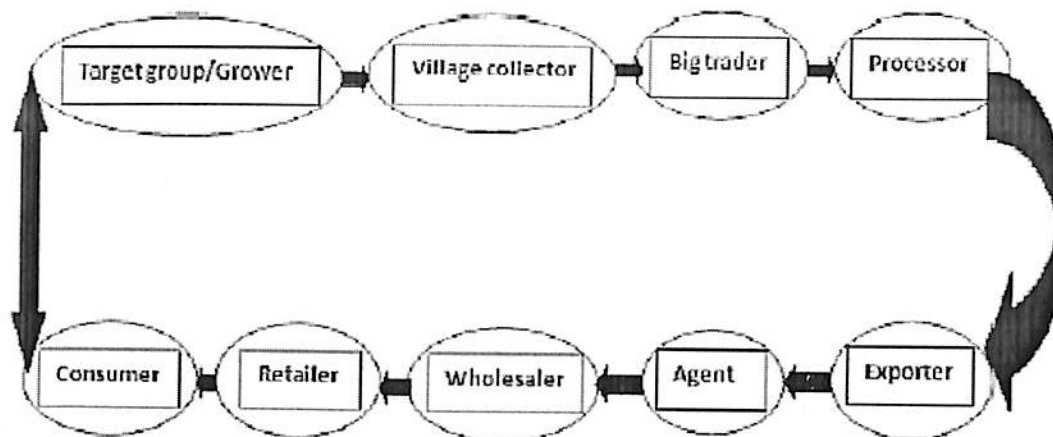 Target group/Grower
Village collector
Big trader
Processor
Exporter
Agent
Wholesaler
Retailer
Consumer